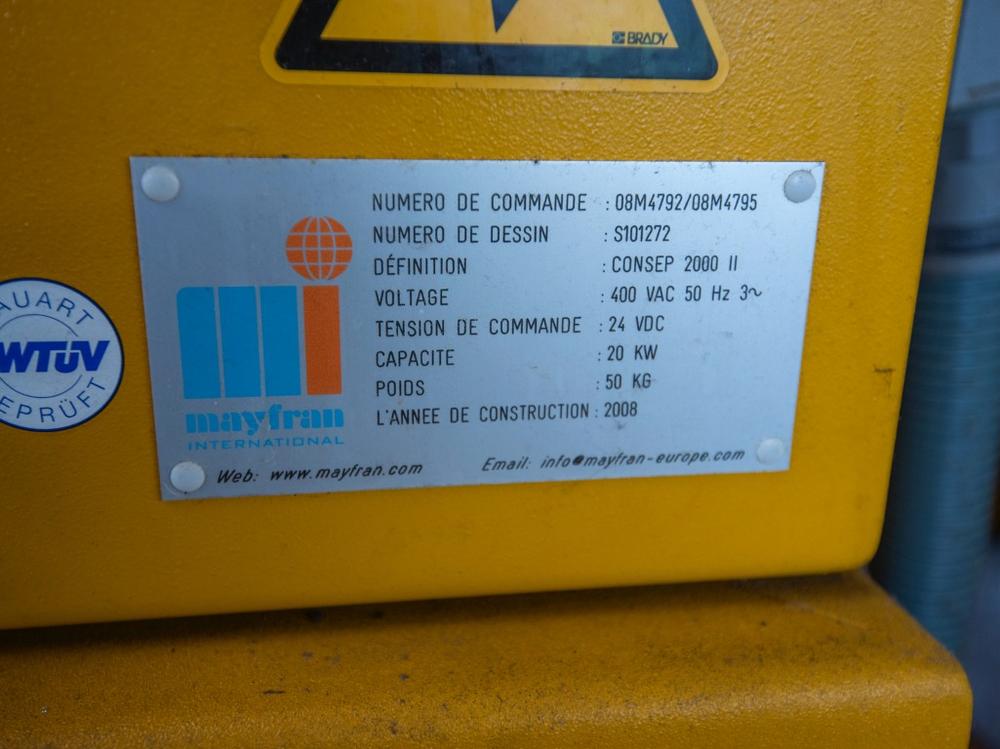 BRADY
NUMERO DE COMMANDE : 08M4792/08M4795
NUMERO DE DESSIN : S101272
DÉFINITION : CONSEP 2000 II
VOLTAGE : 400 VAC 50 Hz 3~
TENSION DE COMMANDE : 24 VDC
CAPACITE : 20 KW
POIDS : 50 KG
L'ANNEE DE CONSTRUCTION : 2008
mi
mayfran
INTERNATIONAL
Web: www.mayfran.com Email: info@mayfran-europe.com
AUART
WTÜV
EPRÜFT